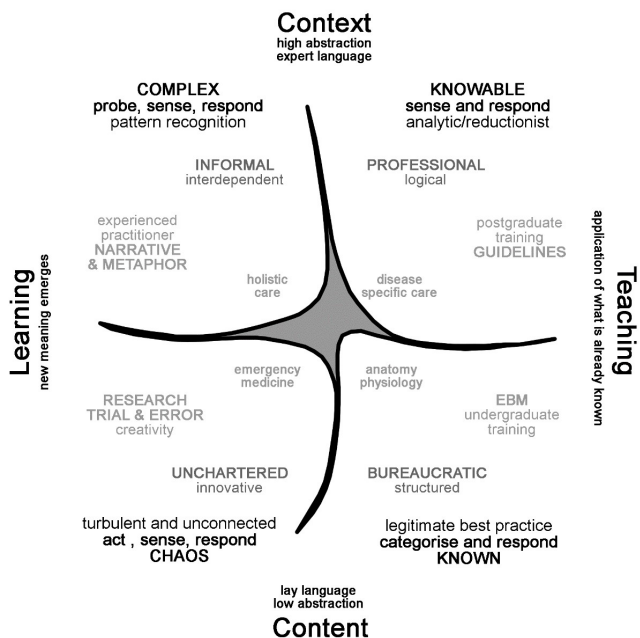 Context
high abstraction
expert language
COMPLEX
probe, sense, respond
pattern recognition
KNOWABLE
sense and respond
analytic/reductionist
INFORMAL
interdependent
PROFESSIONAL
logical
experienced
practitioner
NARRATIVE
& METAPHOR
postgraduate
training
GUIDELINES
holistic
care
disease
specific care
Learning
new meaning emerges
Teaching
application of what is already known
emergency
medicine
anatomy
physiology
RESEARCH
TRIAL & ERROR
creativity
EBM
undergraduate
training
UNCHARTERED
innovative
BUREAUCRATIC
structured
turbulent and unconnected
act , sense, respond
CHAOS
legitimate best practice
categorise and respond
KNOWN
lay language
low abstraction
Content